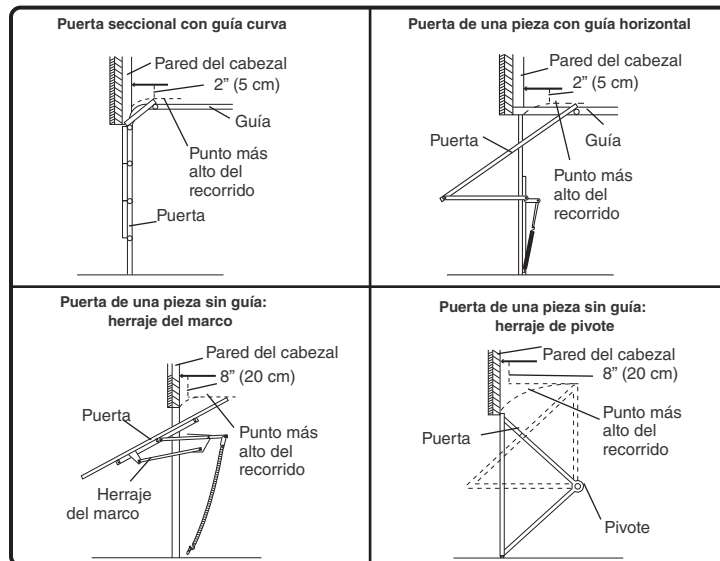 Puerta seccional con guía curva
Pared del cabezal
2” (5 cm)
Guía
Punto más
alto del
recorrido
Puerta
Puerta de una pieza con guía horizontal
Pared del cabezal
2” (5 cm)
Puerta
Guía
Punto más
alto del
recorrido
Puerta de una pieza sin guía:
herraje del marco
Pared del cabezal
8” (20 cm)
Puerta
Punto más
alto del
recorrido
Herraje
del marco
Puerta de una pieza sin guía:
herraje de pivote
Pared del cabezal
8” (20 cm)
Punto más
alto del
recorrido
Puerta
Pivote